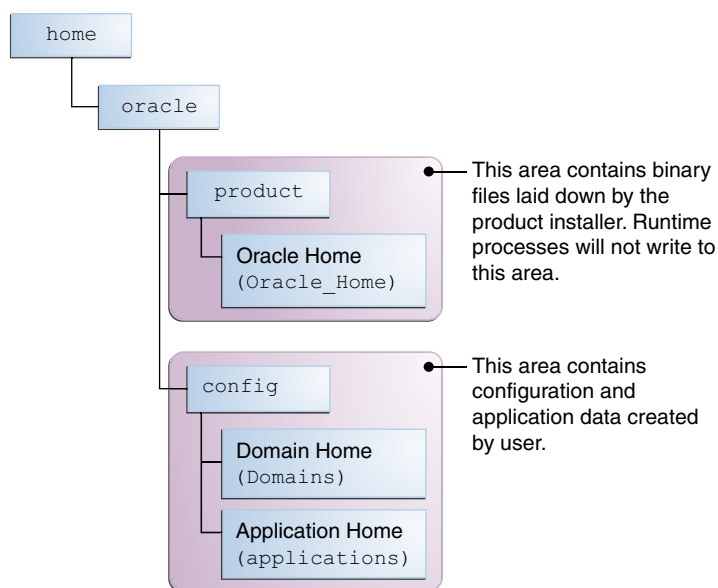 home
oracle
product
Oracle Home
(Oracle_Home)
This area contains binary
files laid down by the
product installer. Runtime
processes will not write to
this area.
config
Domain Home
(Domains)
Application Home
(applications)
This area contains
configuration and
application data created
by user.